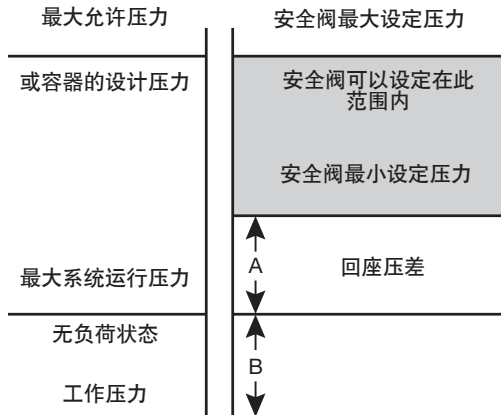 最大允许压力
安全阀最大设定压力
或容器的设计压力
安全阀可以设定在此
范围内
安全阀最小设定压力
A
回座压差
最大系统运行压力
无负荷状态
B
工作压力